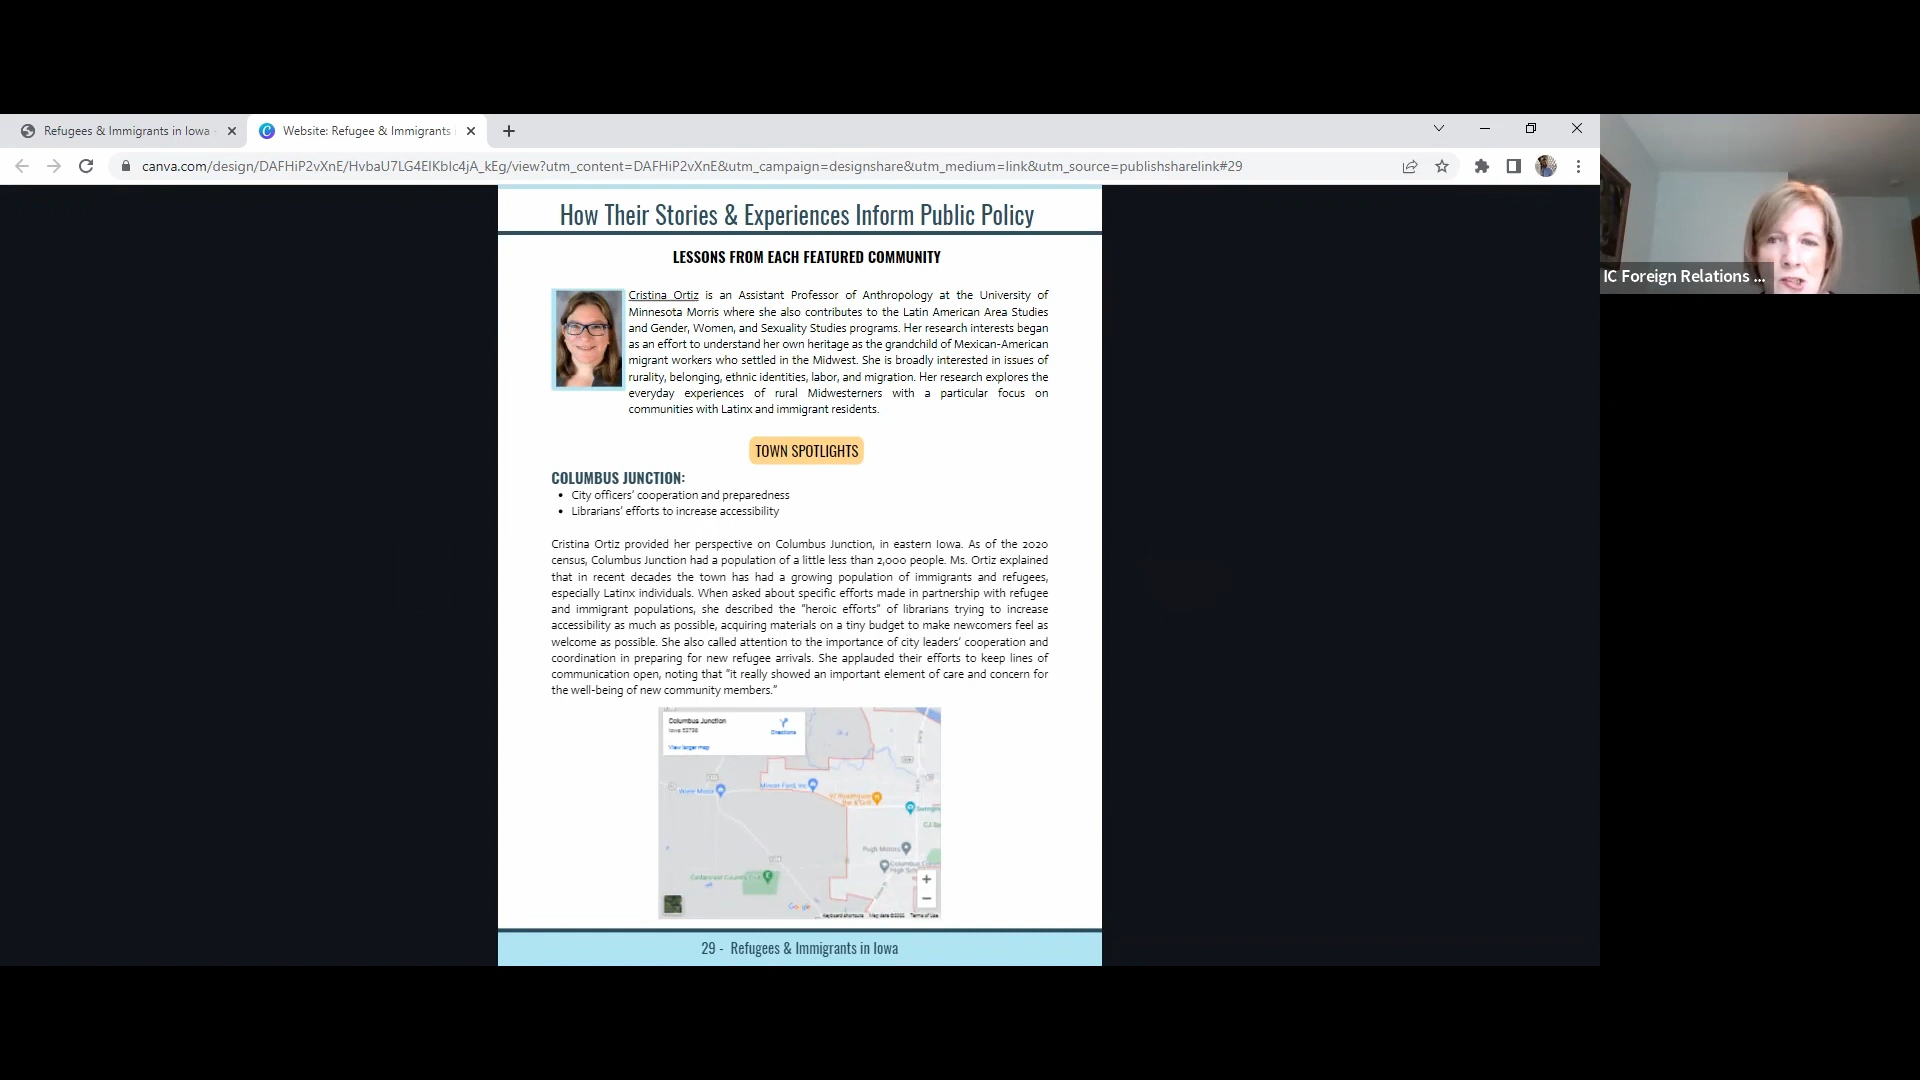 Refugees & Immigrants in Iowa
Website: Refugee & Immigrants
canva.com/design/DAFHiP2vXnE/HvbaU7LG4EIKbIc4jA_kEg/view?utm_content=DAFHiP2vXnE&utm_campaign=designshare&utm_medium=link&utm_source=publishsharelink#29
IC Foreign Relations ...
How Their Stories & Experiences Inform Public Policy
LESSONS FROM EACH FEATURED COMMUNITY
Cristina Ortiz is an Assistant Professor of Anthropology at the University of
Minnesota Morris where she also contributes to the Latin American Area Studies
and Gender, Women, and Sexuality Studies programs. Her research interests began
as an effort to understand her own heritage as the grandchild of Mexican-American
migrant workers who settled in the Midwest. She is broadly interested in issues of
rurality, belonging, ethnic identities, labor, and migration. Her research explores the
everyday experiences of rural Midwesterners with a particular focus on
communities with Latinx and immigrant residents.
TOWN SPOTLIGHTS
COLUMBUS JUNCTION:
• City officers' cooperation and preparedness
• Librarians' efforts to increase accessibility
Cristina Ortiz provided her perspective on Columbus Junction, in eastern Iowa. As of the 2020
census, Columbus Junction had a population of a little less than 2,000 people. Ms. Ortiz explained
that in recent decades the town has had a growing population of immigrants and refugees,
especially Latinx individuals. When asked about specific efforts made in partnership with refugee
and immigrant populations, she described the "heroic efforts" of librarians trying to increase
accessibility as much as possible, acquiring materials on a tiny budget to make newcomers feel as
welcome as possible. She also called attention to the importance of city leaders' cooperation and
coordination in preparing for new refugee arrivals. She applauded their efforts to keep lines of
communication open, noting that "it really showed an important element of care and concern for
the well-being of new community members."
Columbus Junction
Directions
View larger map
Pugh Motors
Google
Keyboard shortcuts
Terms of Use
29 - Refugees & Immigrants in Iowa